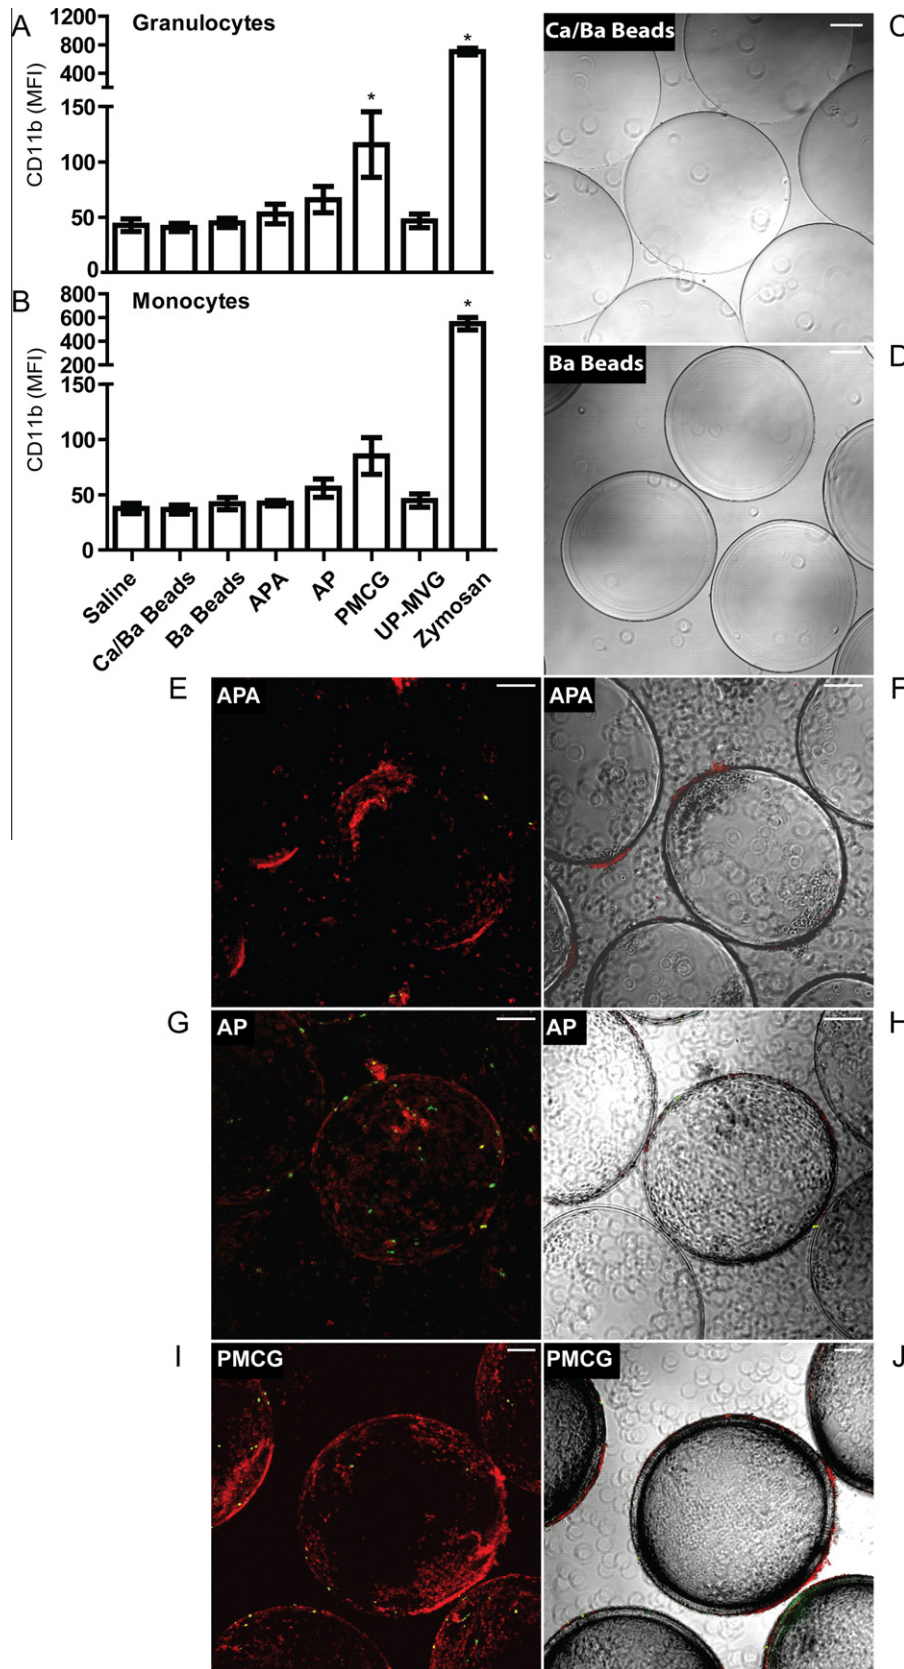 A
Granulocytes
1200
800
400
150
100
50
0
CD11b (MFI)
*
*
B
Monocytes
800
600
400
200
150
100
50
0
CD11b (MFI)
*
Saline
Ca/Ba Beads
Ba Beads
APA
AP
PMCG
UP-MVG
Zymosan
Ca/Ba Beads
C
Ba Beads
D
E
APA
APA
F
G
AP
AP
H
I
PMCG
PMCG
J